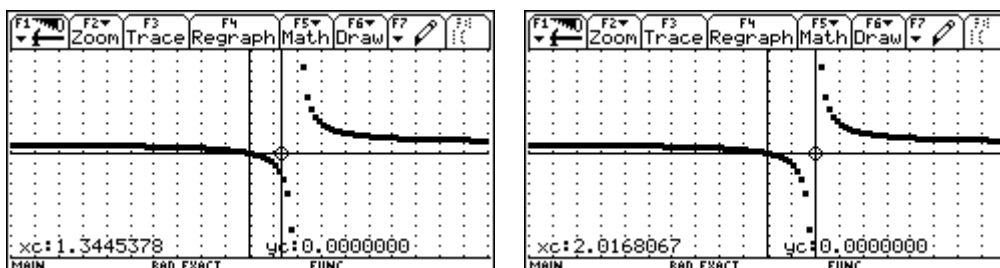 F1 F2 F3 F4 F5 F6 F7
Zoom Trace Regraph Math Draw
xc:1.3445378 yc:0.0000000
MAIN RAD EXACT FUNC
F1 F2 F3 F4 F5 F6 F7
Zoom Trace Regraph Math Draw
xc:2.0168067 yc:0.0000000
MAIN RAD EXACT FUNC